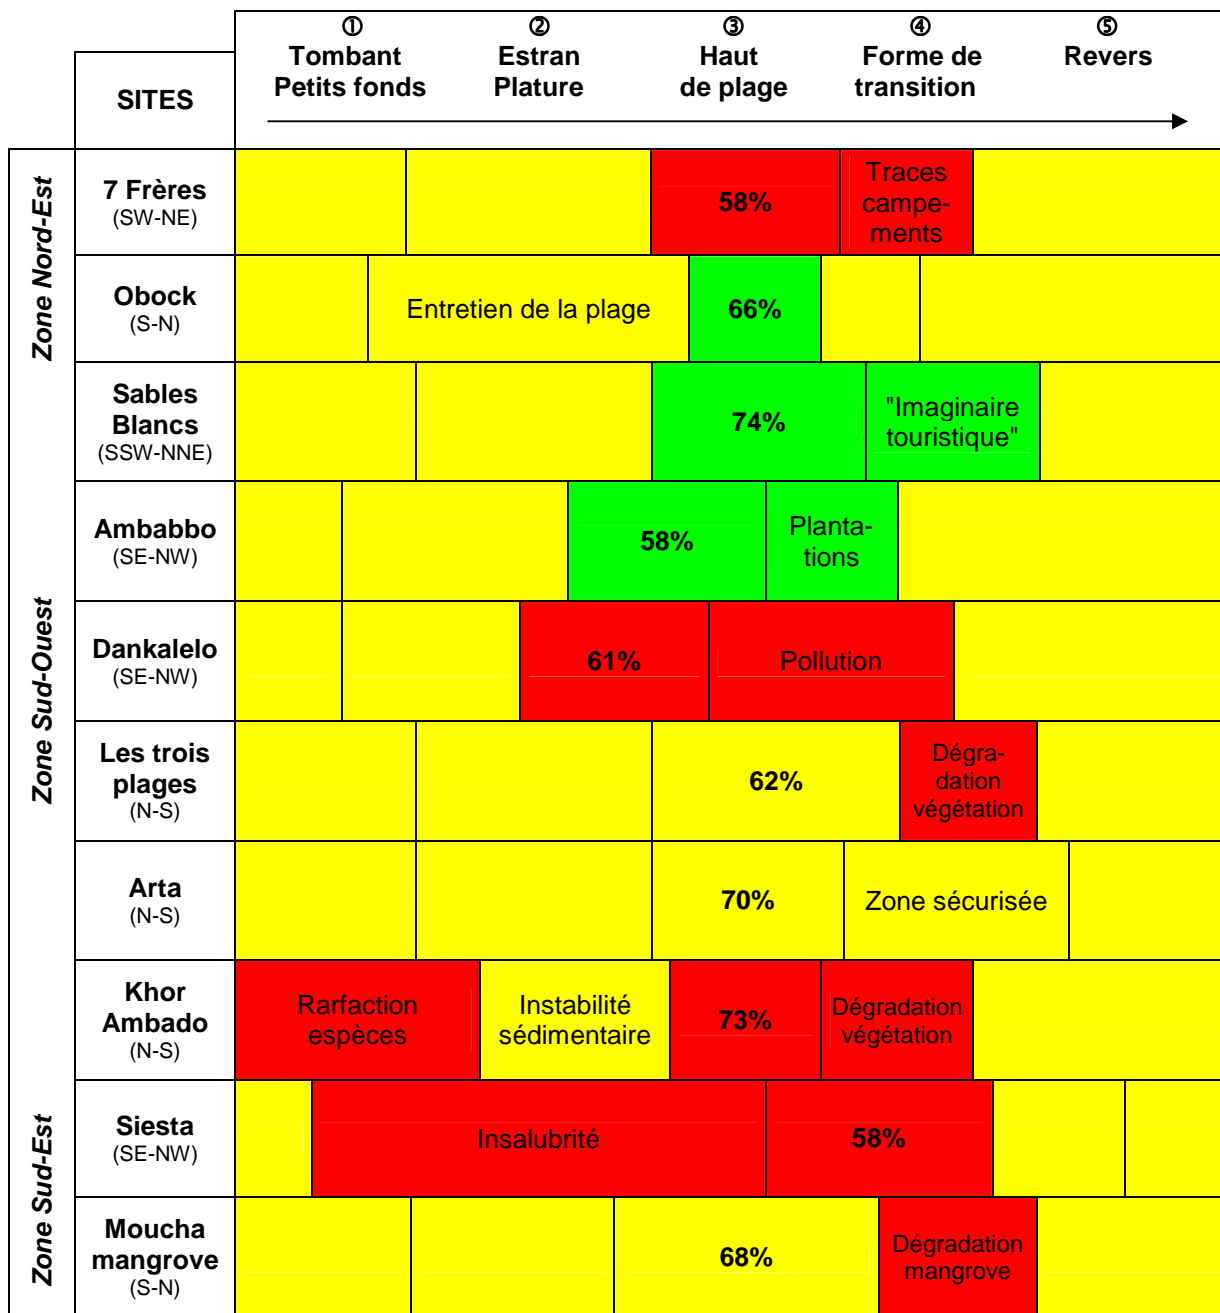 ① ② ③ ④ ⑤
Tombant Estran Haut Forme de Revers
Petits fonds Plature de plage transition
SITES
Zone Nord-Est
7 Frères
(SW-NE)
58%
Traces
campe-
ments
Obock
(S-N)
Entretien de la plage
66%
Sables
Blancs
(SSW-NNE)
74%
"Imaginaire
touristique"
Zone Sud-Ouest
Ambabbo
(SE-NW)
58%
Planta-
tions
Dankalelo
(SE-NW)
61%
Pollution
Les trois
plages
(N-S)
62%
Dégra-
dation
végétation
Arta
(N-S)
70%
Zone sécurisée
Khor
Ambado
(N-S)
Rarfaction
espèces
Instabilité
sédimentaire
73%
Dégradation
végétation
Zone Sud-Est
Siesta
(SE-NW)
Insalubrité
58%
Moucha
mangrove
(S-N)
68%
Dégradation
mangrove